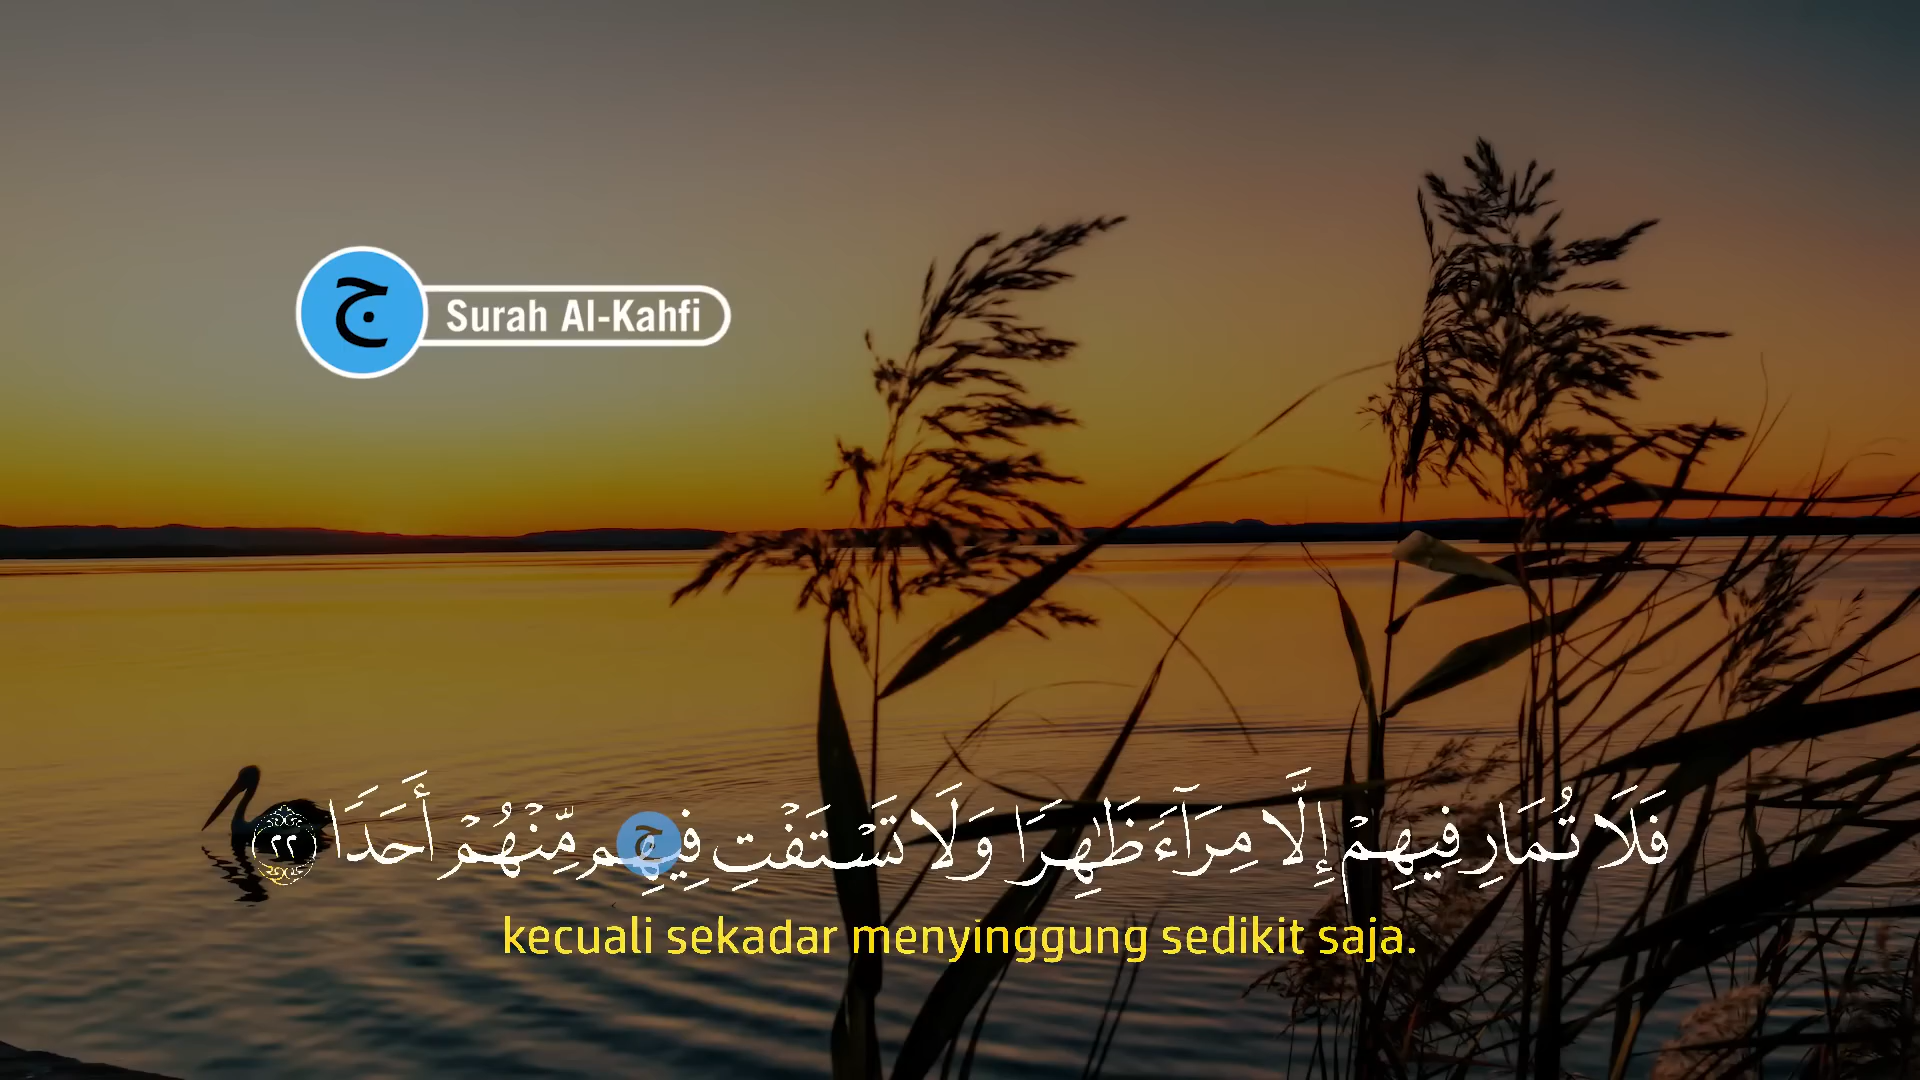 ج
Surah Al-Kahfi
فَلَا تُمَارِ فِيهِمْ إِلَّا مِرَآءً ظَٰهِرًا وَلَا تَسْتَفْتِ فِيهِم مِّنْهُمْ أَحَدًا ٢٢
ج
kecuali sekadar menyinggung sedikit saja.